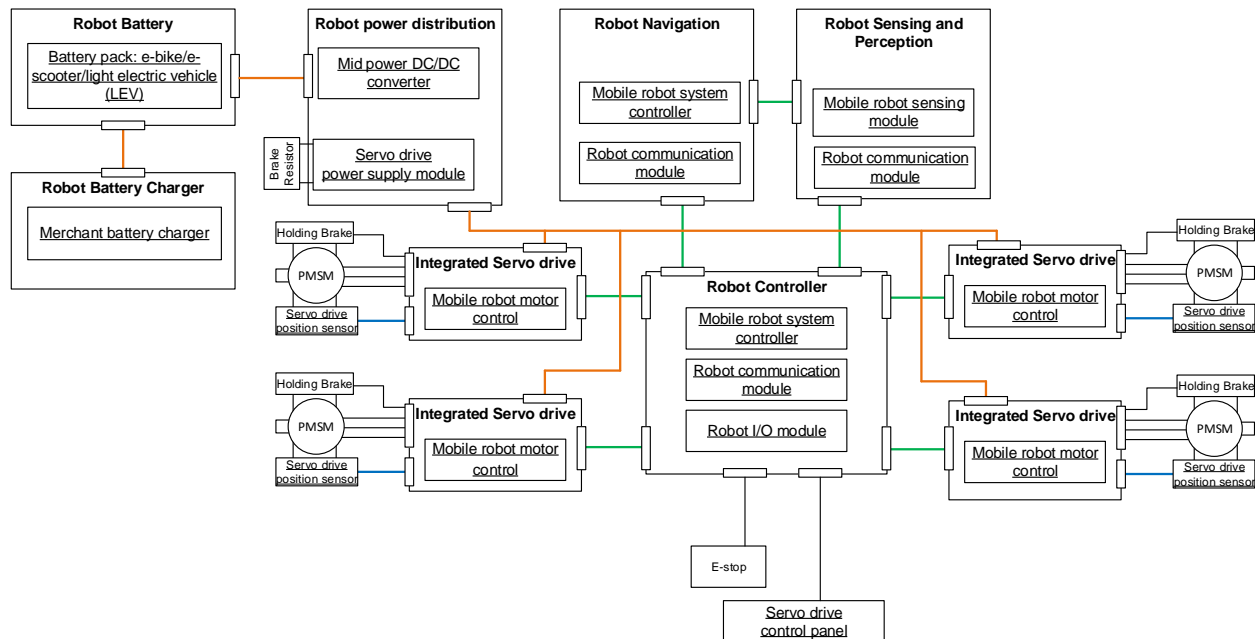 Robot Battery
Battery pack: e-bike/e-
scooter/light electric vehicle
(LEV)
Robot power distribution
Mid power DC/DC
converter
Brake
Resistor
Servo drive
power supply module
Robot Navigation
Mobile robot system
controller
Robot communication
module
Robot Sensing and
Perception
Mobile robot sensing
module
Robot communication
module
Robot Battery Charger
Merchant battery charger
Holding Brake
PMSM
Servo drive
position sensor
Integrated Servo drive
Mobile robot motor
control
Robot Controller
Mobile robot system
controller
Robot communication
module
Robot I/O module
Integrated Servo drive
Mobile robot motor
control
Holding Brake
PMSM
Servo drive
position sensor
Holding Brake
PMSM
Servo drive
position sensor
Integrated Servo drive
Mobile robot motor
control
Integrated Servo drive
Mobile robot motor
control
Holding Brake
PMSM
Servo drive
position sensor
E-stop
Servo drive
control panel